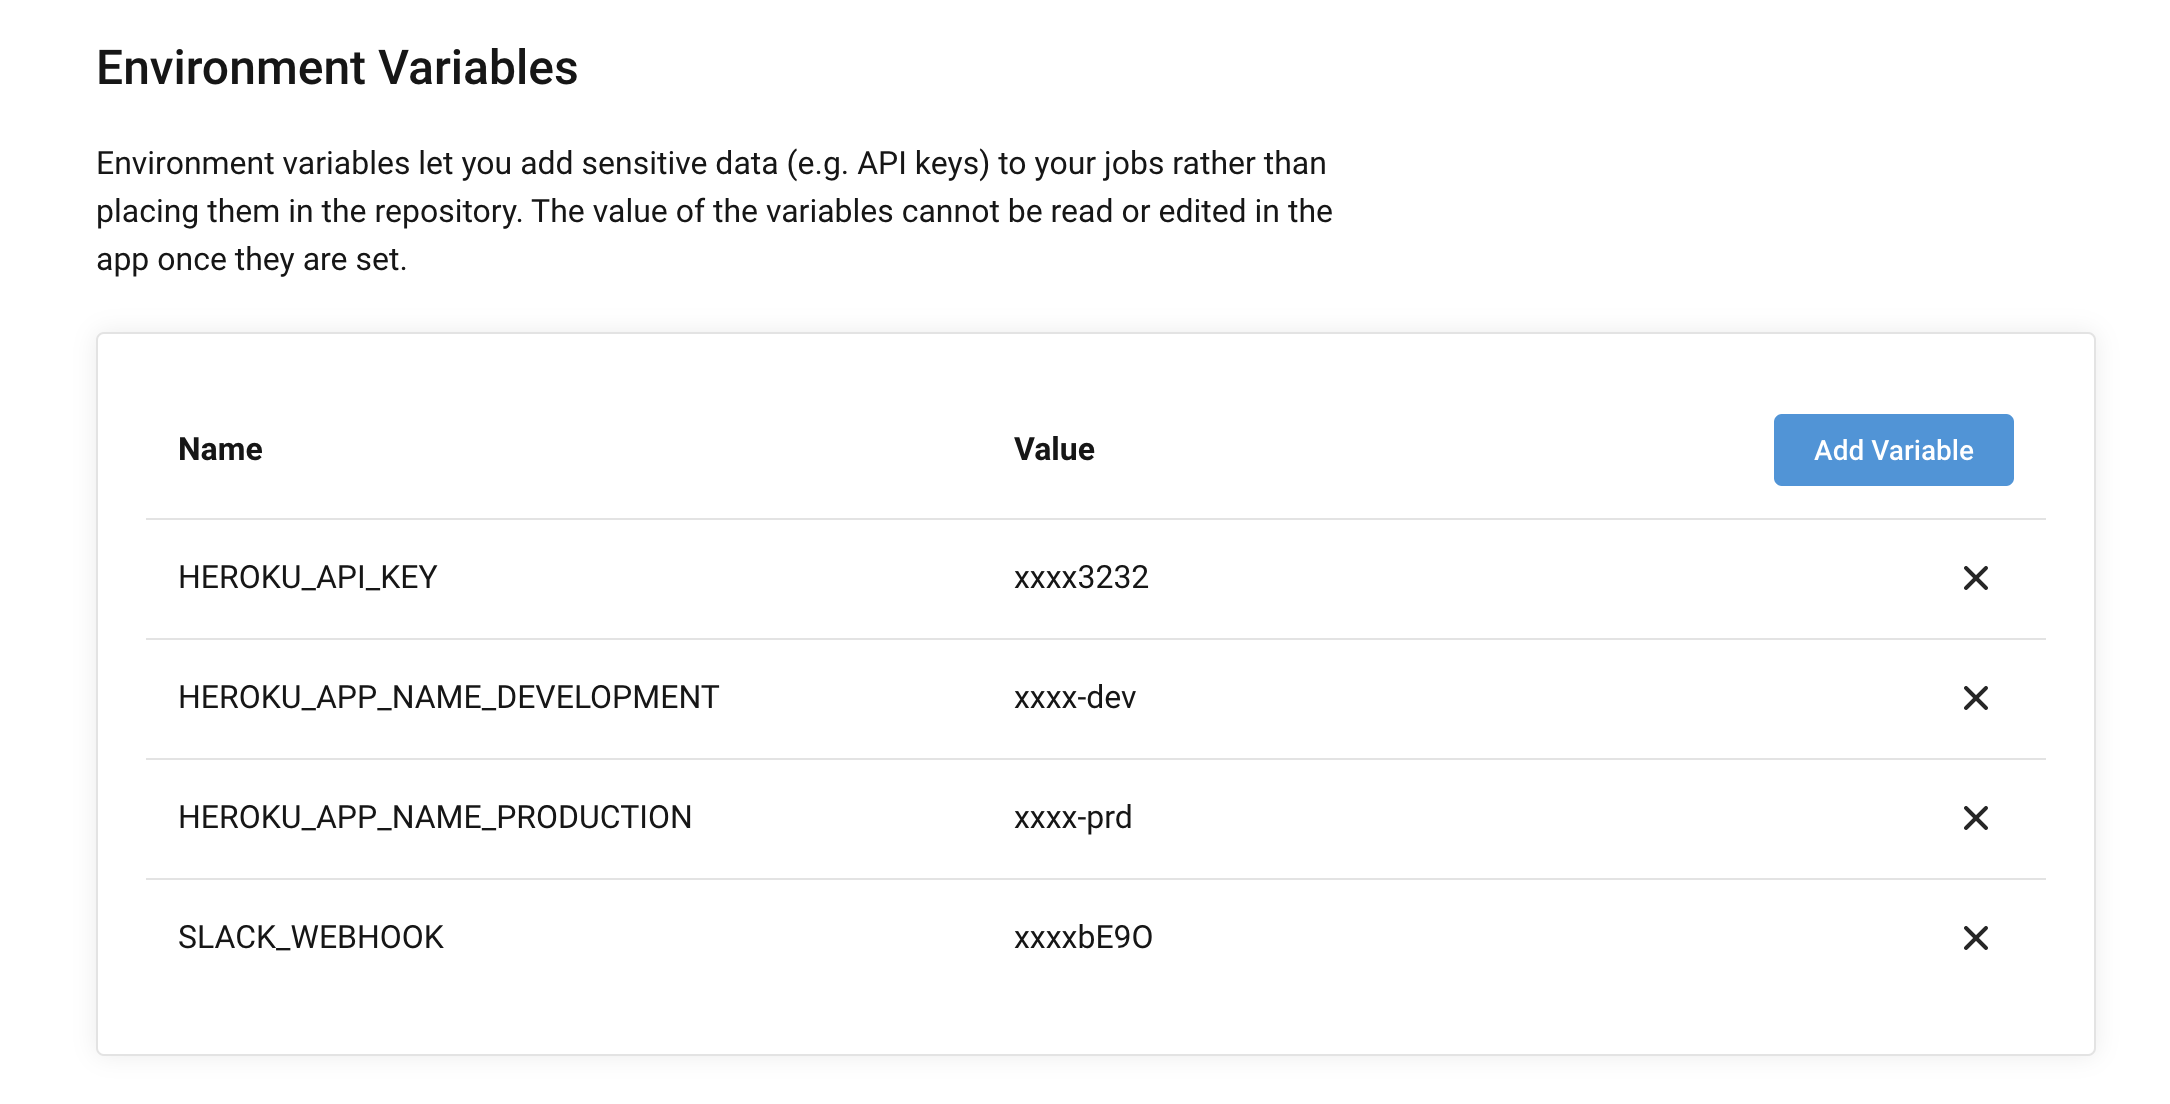 Environment Variables
Environment variables let you add sensitive data (e.g. API keys) to your jobs rather than
placing them in the repository. The value of the variables cannot be read or edited in the
app once they are set.
Name Value Add Variable
HEROKU_API_KEY xxxx3232
HEROKU_APP_NAME_DEVELOPMENT xxxx-dev
HEROKU_APP_NAME_PRODUCTION xxxx-prd
SLACK_WEBHOOK xxxxbE9O